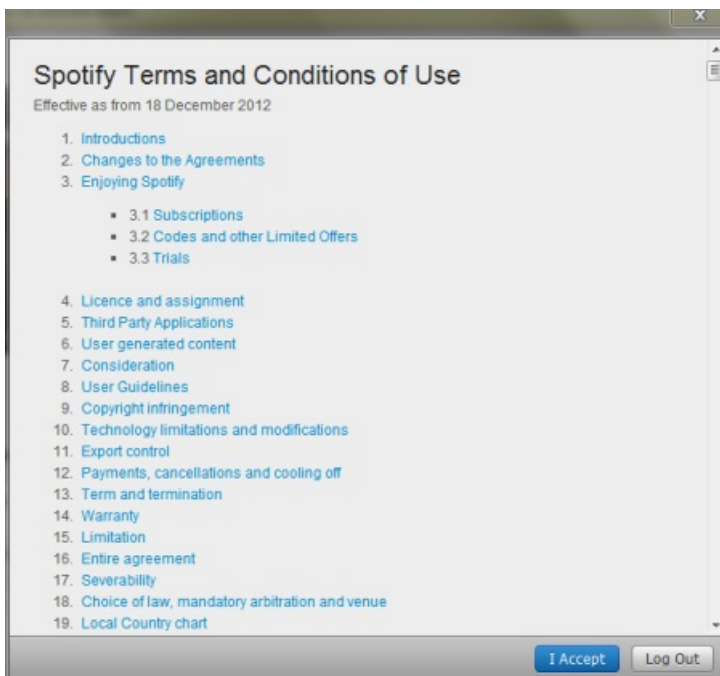 Spotify Terms and Conditions of Use
Effective as from 18 December 2012
1. Introductions
2. Changes to the Agreements
3. Enjoying Spotify
▪ 3.1 Subscriptions
▪ 3.2 Codes and other Limited Offers
▪ 3.3 Trials
4. Licence and assignment
5. Third Party Applications
6. User generated content
7. Consideration
8. User Guidelines
9. Copyright infringement
10. Technology limitations and modifications
11. Export control
12. Payments, cancellations and cooling off
13. Term and termination
14. Warranty
15. Limitation
16. Entire agreement
17. Severability
18. Choice of law, mandatory arbitration and venue
19. Local Country chart
I Accept Log Out